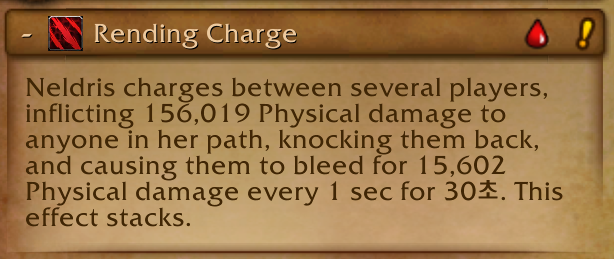 - Rending Charge
Neldris charges between several players,
inflicting 156,019 Physical damage to
anyone in her path, knocking them back,
and causing them to bleed for 15,602
Physical damage every 1 sec for 30초. This
effect stacks.